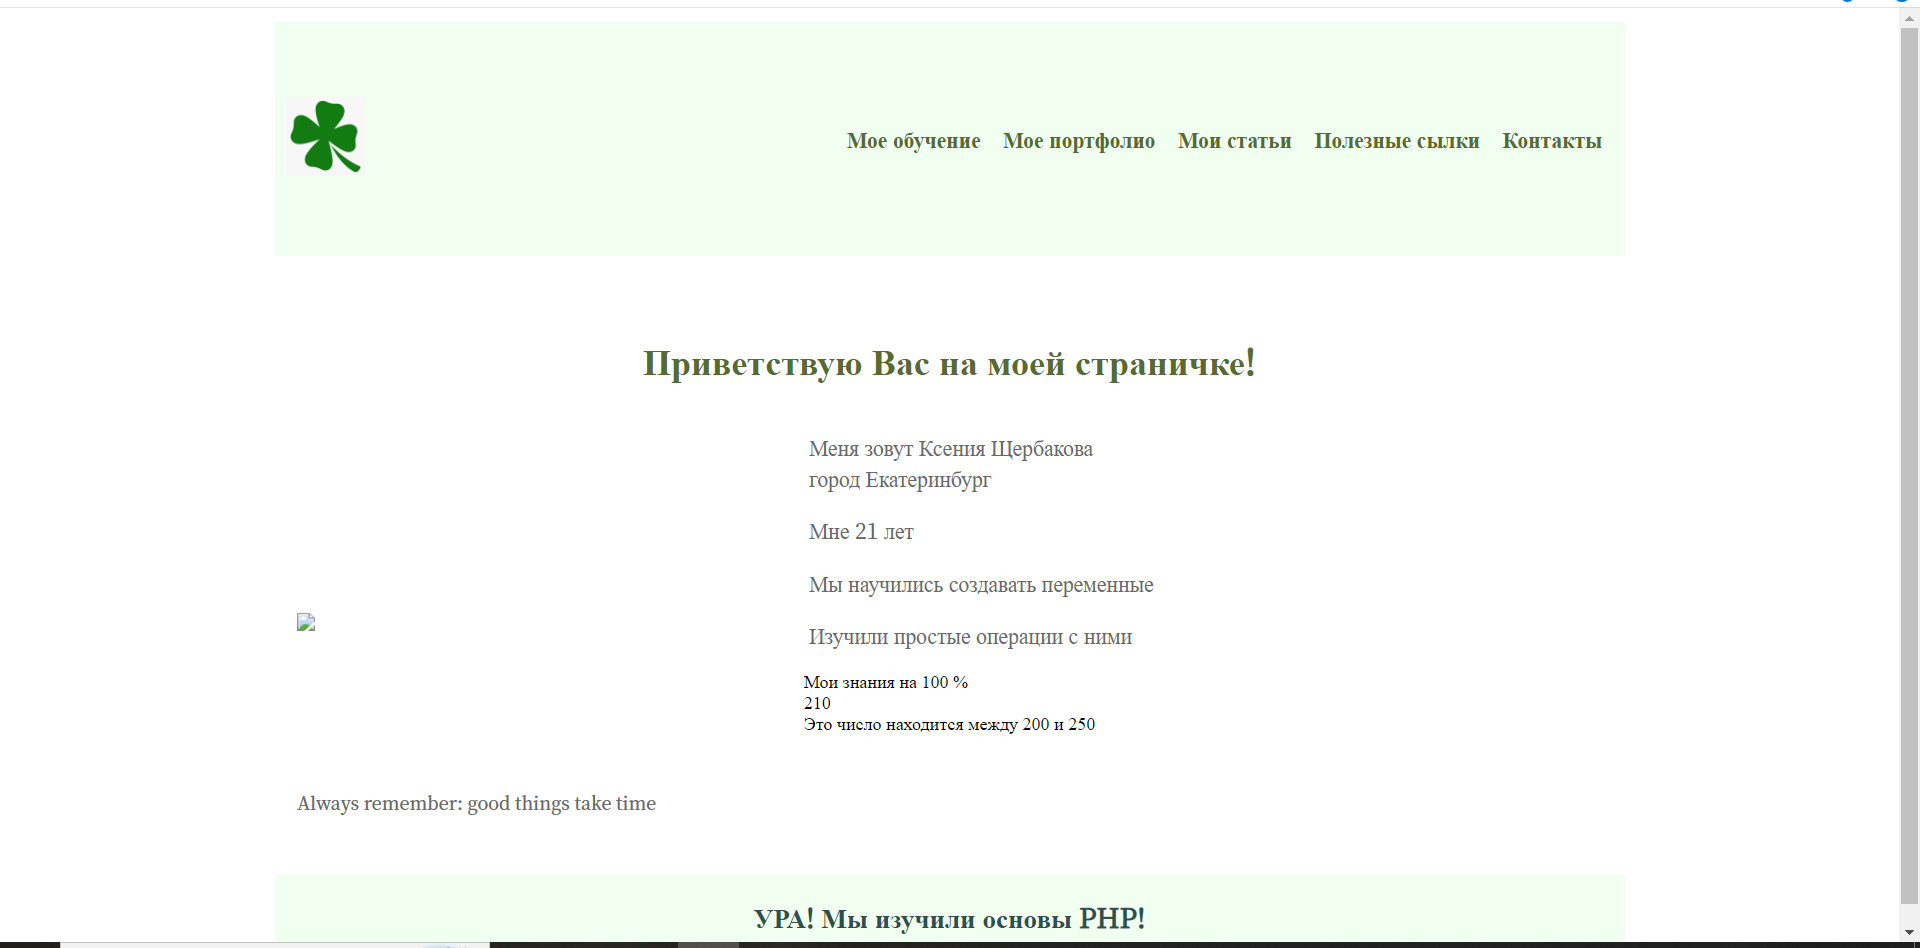 Мое обучение Мое портфолио Мои статьи Полезные сылки Контакты
Приветствую Вас на моей страничке!
Меня зовут Ксения Щербакова
город Екатеринбург
Мне 21 лет
Мы научились создавать переменные
Изучили простые операции с ними
Мои знания на 100 %
210
Это число находится между 200 и 250
Always remember: good things take time
УРА! Мы изучили основы PHP!